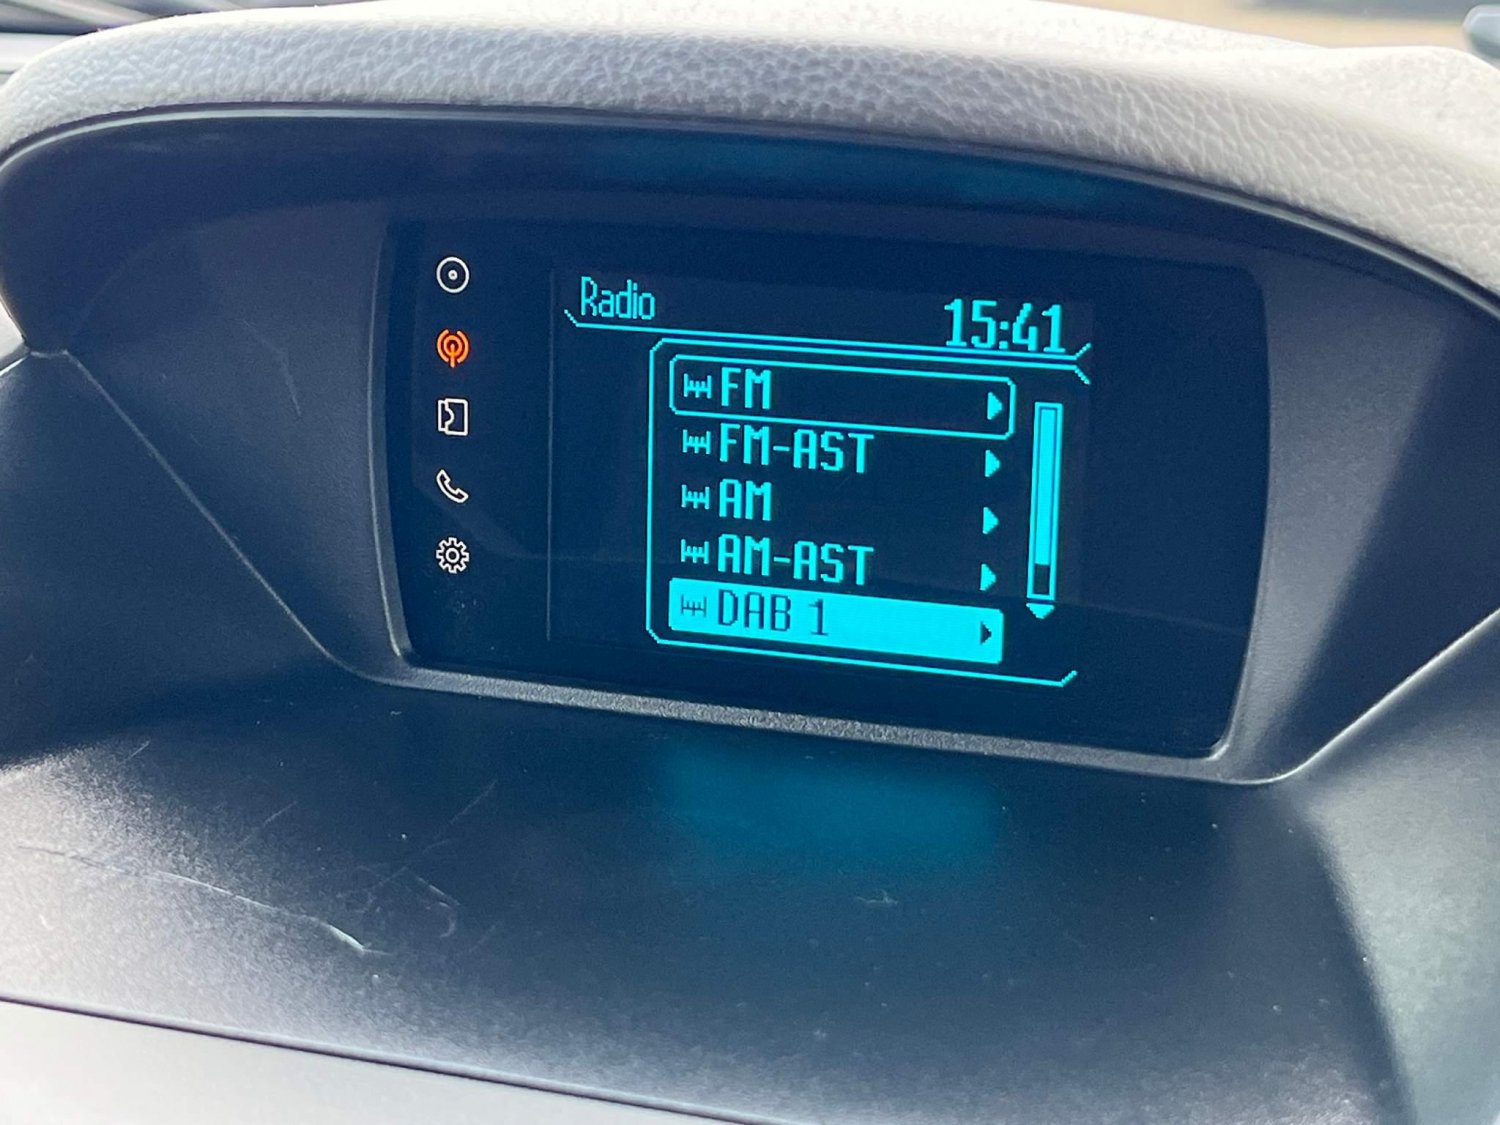 Radio 15:41
FM
FM-AST
AM
AM-AST
DAB 1